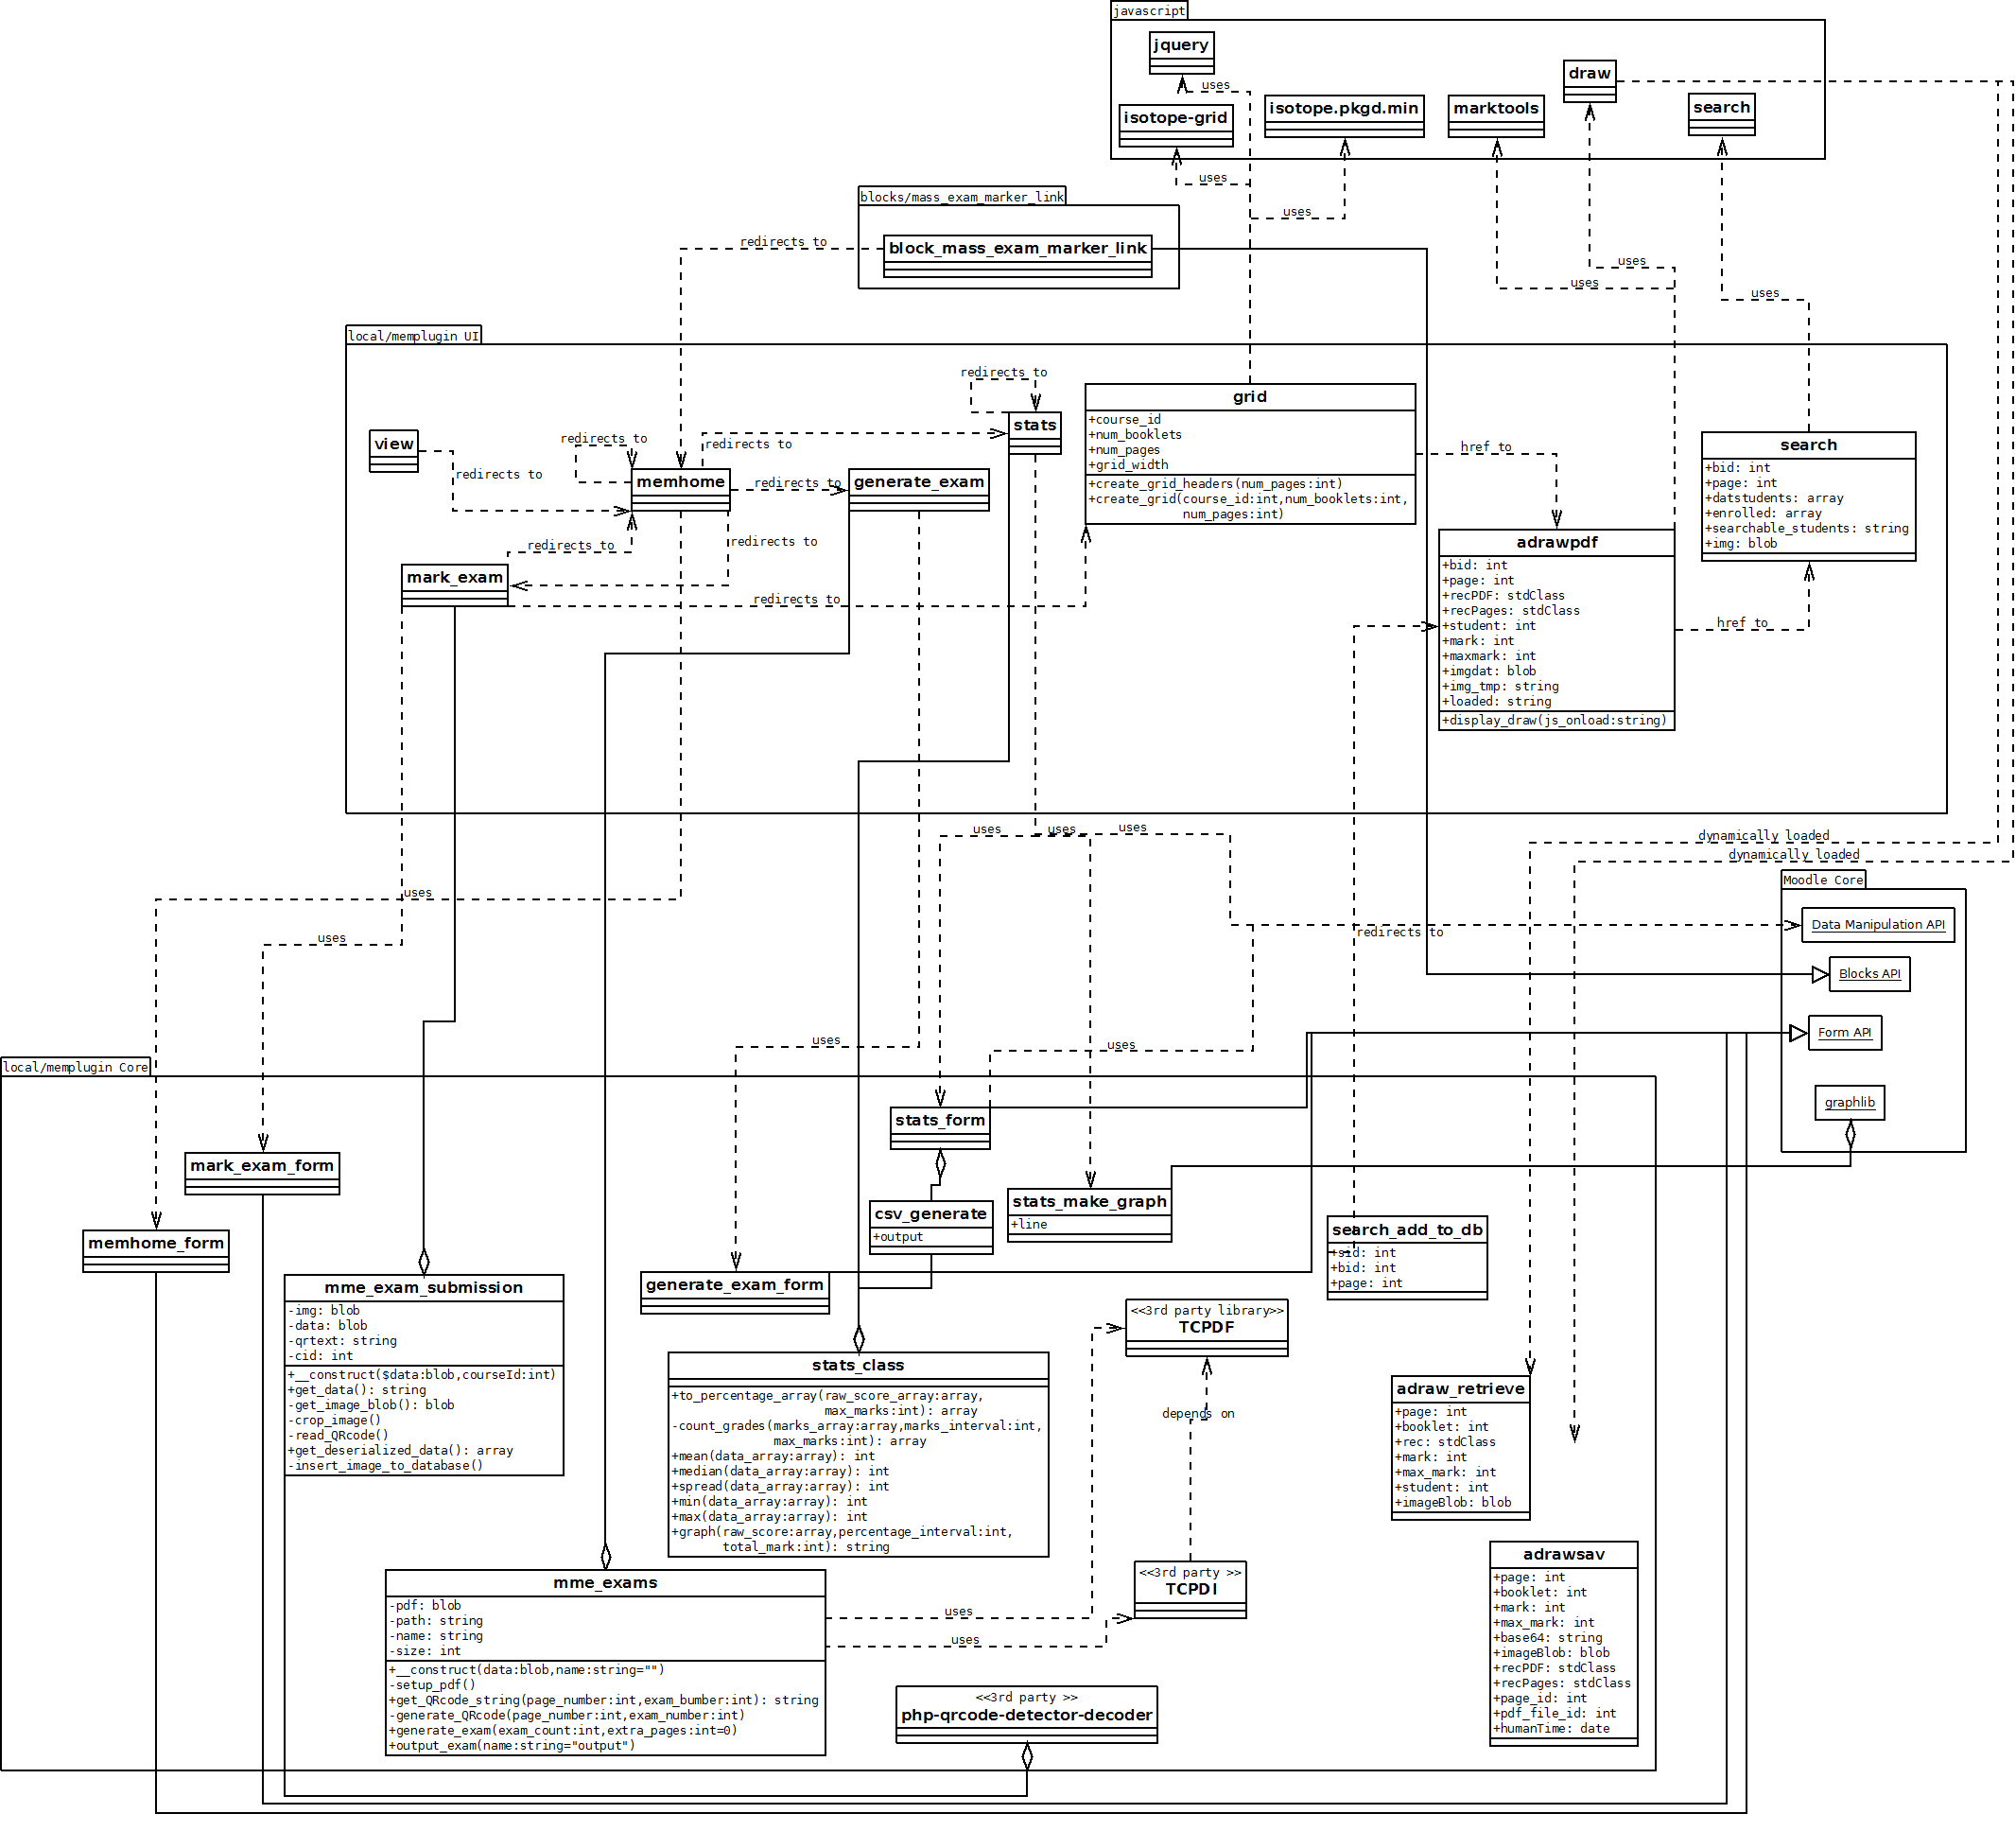 javascript
jquery
uses
isotope-grid
isotope.pkgd.min
marktools
draw
search
uses
uses
blocks/mass_exam_marker_link
redirects to
block_mass_exam_marker_link
uses
uses
uses
local/memplugin UI
redirects to
stats
view
redirects to
redirects to
redirects to
memhome
redirects to
generate_exam
redirects to
redirects to
mark_exam
redirects to
grid
+course_id
+num_booklets
+num_pages
+grid_width
+create_grid_headers(num_pages:int)
+create_grid(course_id:int,num_booklets:int,
num_pages:int)
href to
search
+bid: int
+page: int
+datstudents: array
+enrolled: array
+searchable_students: string
+img: blob
adrawpdf
+bid: int
+page: int
+recPDF: stdClass
+recPages: stdClass
+student: int
+mark: int
+maxmark: int
+imgdat: blob
+img_tmp: string
+loaded: string
+display_draw(js_onload:string)
href to
uses
uses
uses
dynamically loaded
dynamically loaded
uses
uses
redirects to
uses
uses
Moodle Core
Data Manipulation API
Blocks API
Form API
graphlib
local/memplugin Core
stats_form
mark_exam_form
memhome_form
csv_generate
+output
stats_make_graph
+line
search_add_to_db
+sid: int
+bid: int
+page: int
generate_exam_form
mme_exam_submission
-img: blob
-data: blob
-qrtext: string
-cid: int
+__construct($data:blob,courseId:int)
+get_data(): string
-get_image_blob(): blob
-crop_image()
-read_QRcode()
+get_deserialized_data(): array
-insert_image_to_database()
<<3rd party library>>
TCPDF
stats_class
+to_percentage_array(raw_score_array:array,
max_marks:int): array
-count_grades(marks_array:array,marks_interval:int,
max_marks:int): array
+mean(data_array:array): int
+median(data_array:array): int
+spread(data_array:array): int
+min(data_array:array): int
+max(data_array:array): int
+graph(raw_score:array,percentage_interval:int,
total_mark:int): string
depends on
adraw_retrieve
+page: int
+booklet: int
+rec: stdClass
+mark: int
+max_mark: int
+student: int
+imageBlob: blob
<<3rd party >>
TCPDI
uses
uses
mme_exams
-pdf: blob
-path: string
-name: string
-size: int
+__construct(data:blob,name:string="")
-setup_pdf()
+get_QRcode_string(page_number:int,exam_bumber:int): string
-generate_QRcode(page_number:int,exam_number:int)
+generate_exam(exam_count:int,extra_pages:int=0)
+output_exam(name:string="output")
adrawsav
+page: int
+booklet: int
+mark: int
+max_mark: int
+base64: string
+imageBlob: blob
+recPDF: stdClass
+recPages: stdClass
+page_id: int
+pdf_file_id: int
+humanTime: date
<<3rd party >>
php-qrcode-detector-decoder